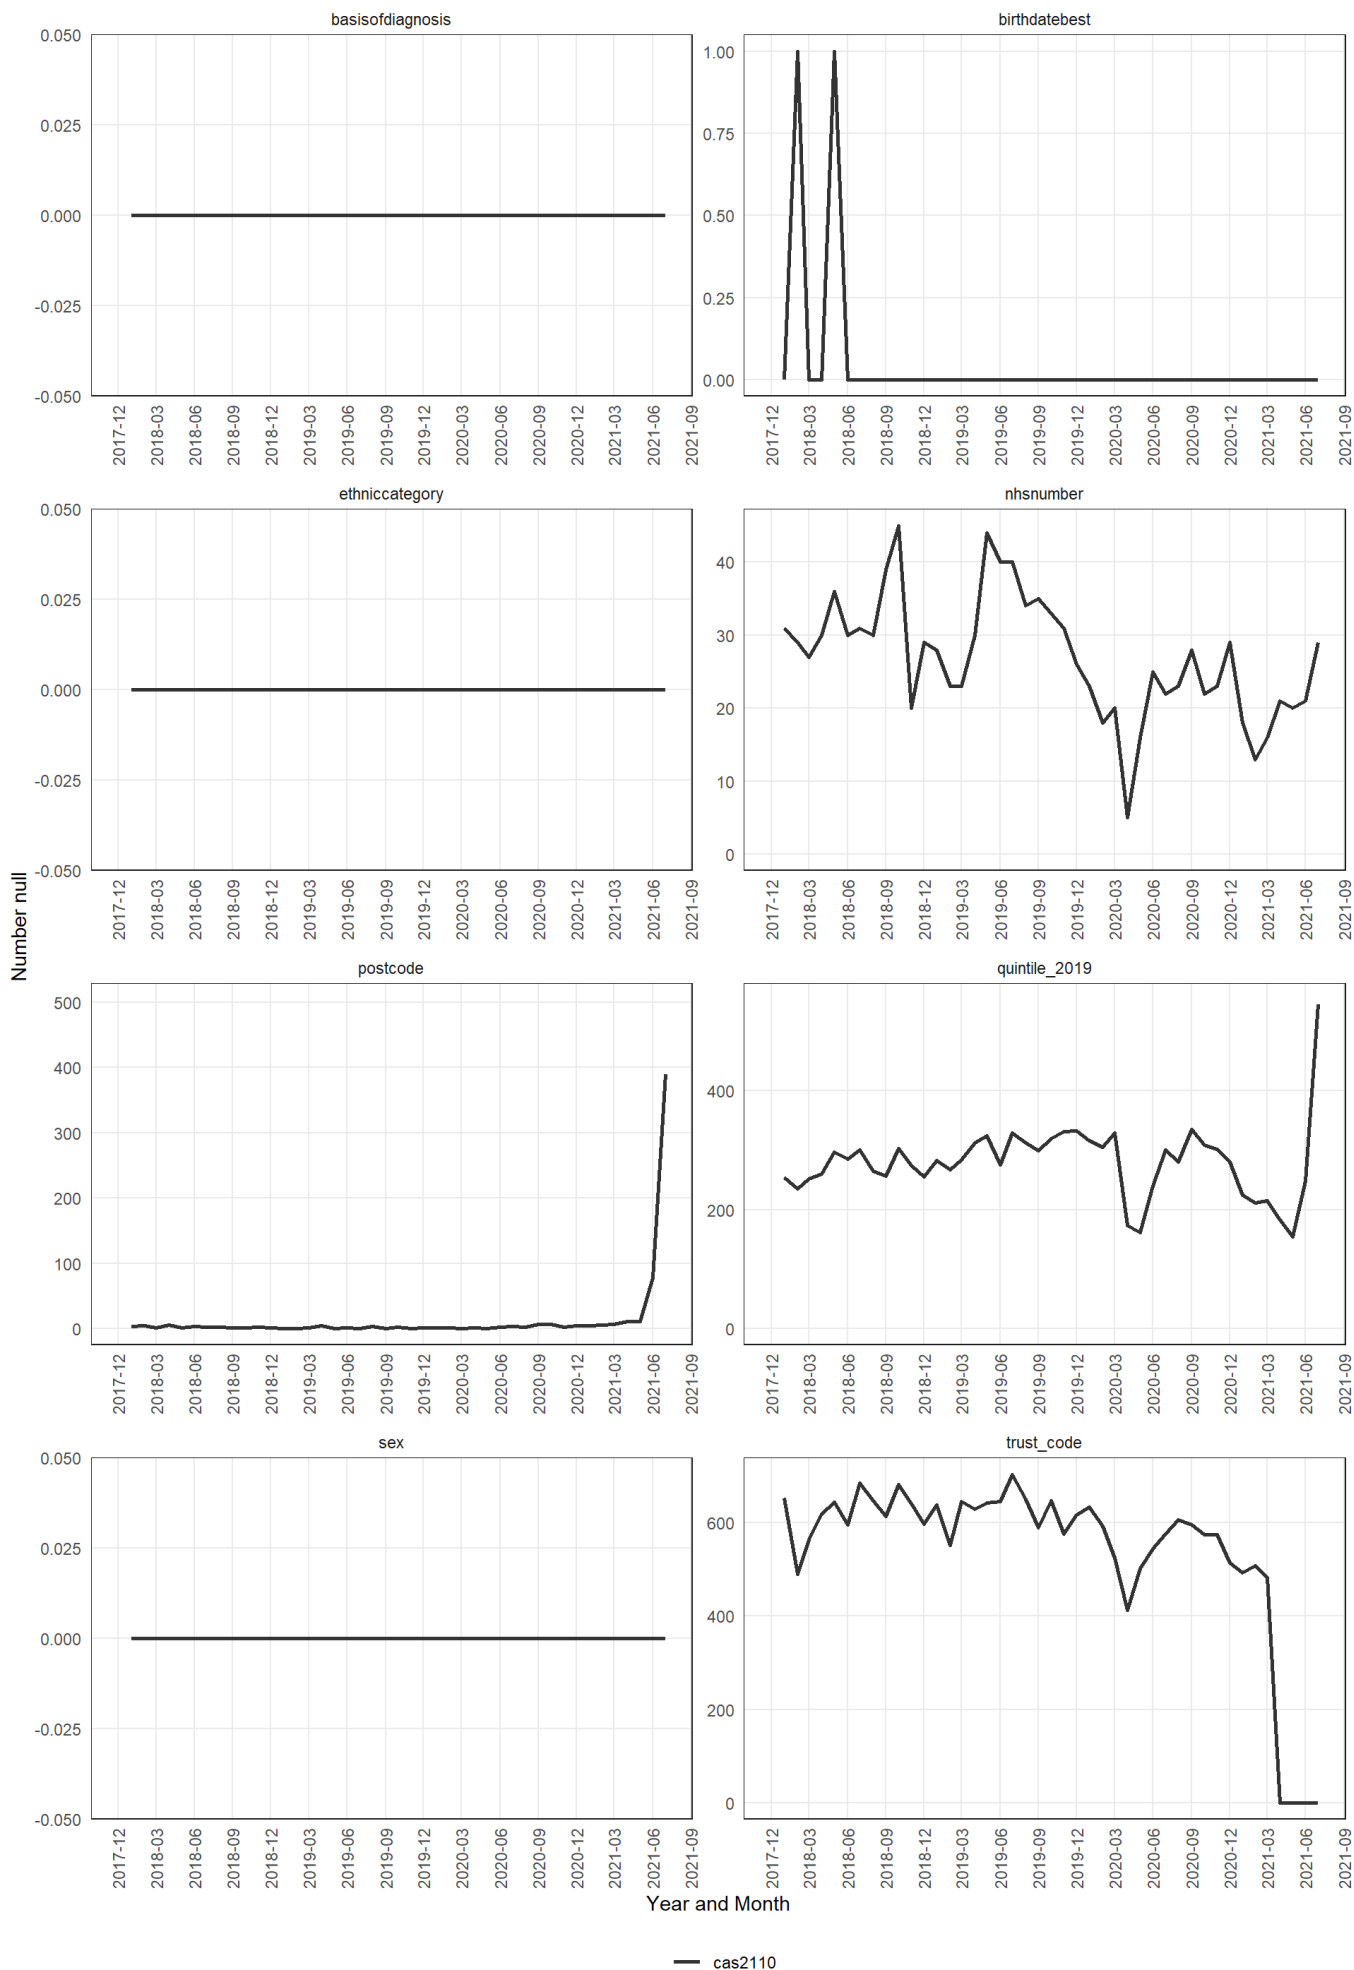 basisofdiagnosis
birthdatebest
0.050
0.025
0.000
-0.025
-0.050
1.00
0.75
0.50
0.25
0.00
2017-12 2018-03 2018-06 2018-09 2018-12 2019-03 2019-06 2019-09 2019-12 2020-03 2020-06 2020-09 2020-12 2021-03 2021-06 2021-09
2017-12 2018-03 2018-06 2018-09 2018-12 2019-03 2019-06 2019-09 2019-12 2020-03 2020-06 2020-09 2020-12 2021-03 2021-06 2021-09
ethniccategory
nhsnumber
0.050
0.025
0.000
-0.025
-0.050
40
30
20
10
0
2017-12 2018-03 2018-06 2018-09 2018-12 2019-03 2019-06 2019-09 2019-12 2020-03 2020-06 2020-09 2020-12 2021-03 2021-06 2021-09
2017-12 2018-03 2018-06 2018-09 2018-12 2019-03 2019-06 2019-09 2019-12 2020-03 2020-06 2020-09 2020-12 2021-03 2021-06 2021-09
Number null
postcode
quintile_2019
500
400
300
200
100
0
400
200
0
2017-12 2018-03 2018-06 2018-09 2018-12 2019-03 2019-06 2019-09 2019-12 2020-03 2020-06 2020-09 2020-12 2021-03 2021-06 2021-09
2017-12 2018-03 2018-06 2018-09 2018-12 2019-03 2019-06 2019-09 2019-12 2020-03 2020-06 2020-09 2020-12 2021-03 2021-06 2021-09
sex
trust_code
0.050
0.025
0.000
-0.025
-0.050
600
400
200
0
2017-12 2018-03 2018-06 2018-09 2018-12 2019-03 2019-06 2019-09 2019-12 2020-03 2020-06 2020-09 2020-12 2021-03 2021-06 2021-09
2017-12 2018-03 2018-06 2018-09 2018-12 2019-03 2019-06 2019-09 2019-12 2020-03 2020-06 2020-09 2020-12 2021-03 2021-06 2021-09
Year and Month
cas2110